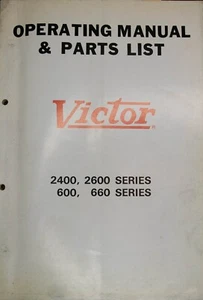 OPERATING MANUAL
& PARTS LIST
Victor
2400, 2600 SERIES
600, 660 SERIES